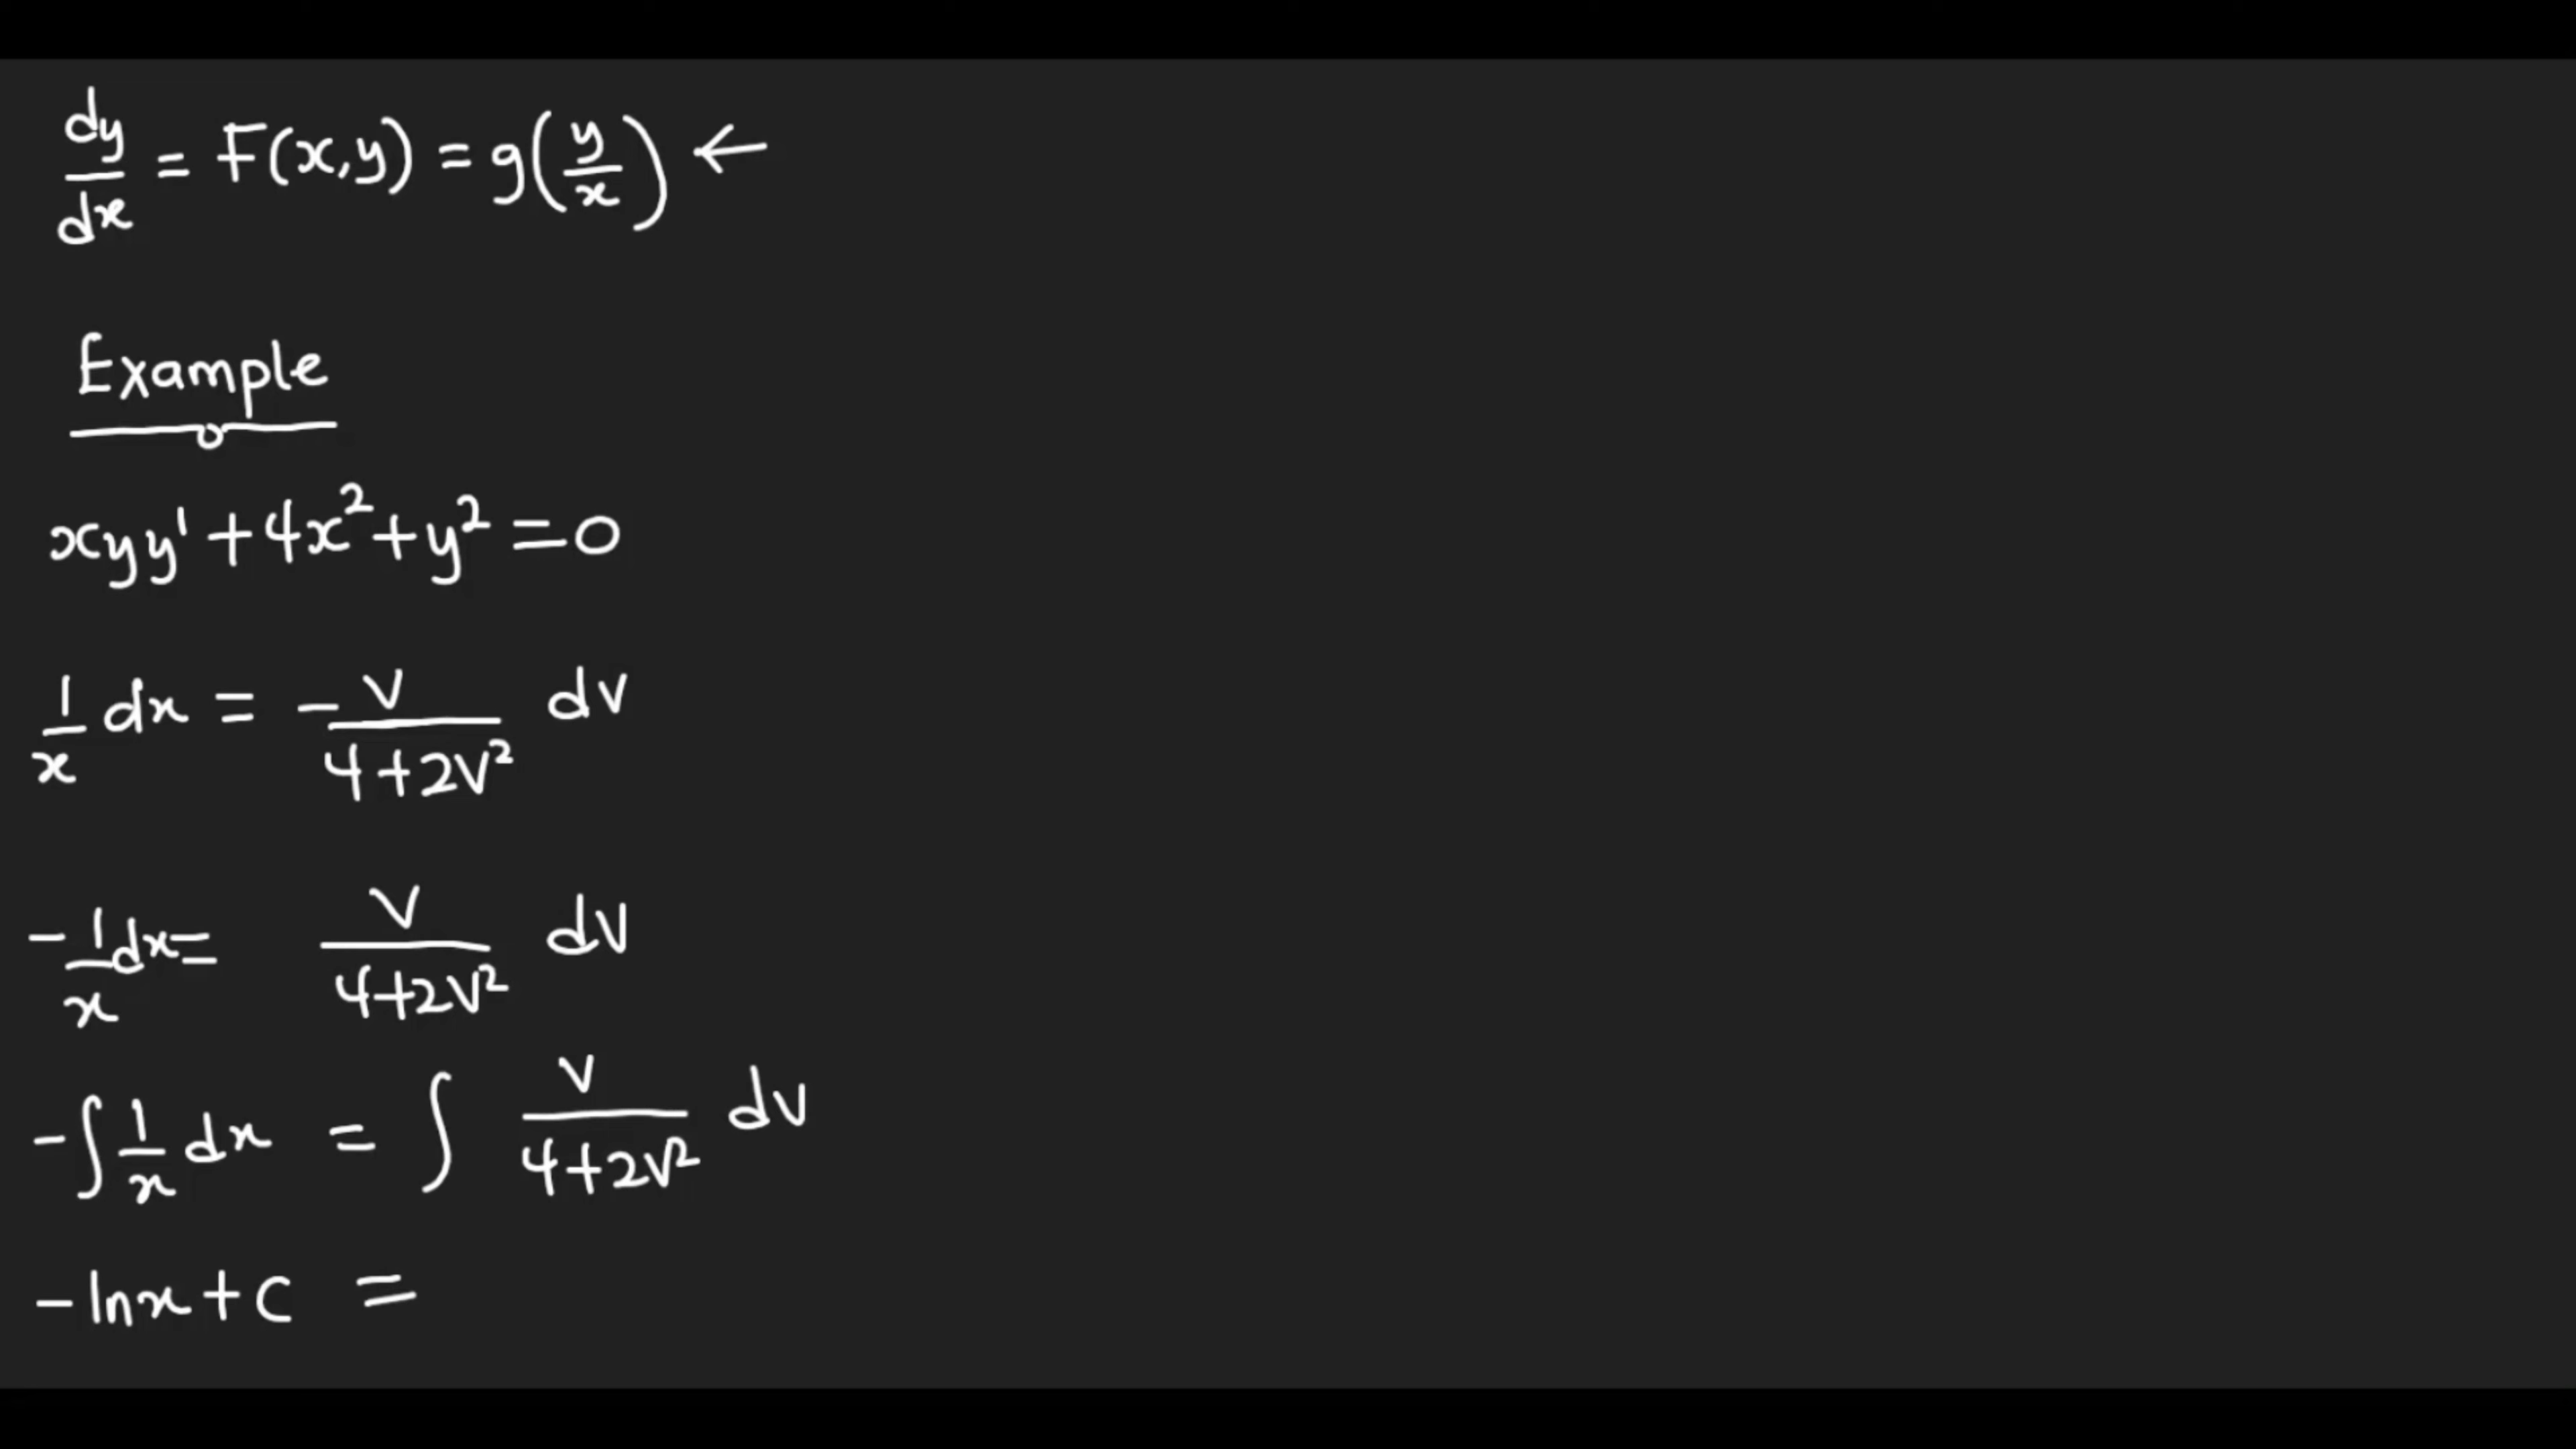 dy/dx = F(x,y) = g(y/x) ←
Example
xyy' + 4x² + y² = 0
1/x dx = -v/(4+2v²) dv
-1/x dx = v/(4+2v²) dv
-∫ 1/x dx = ∫ v/(4+2v²) dv
-lnx + c =